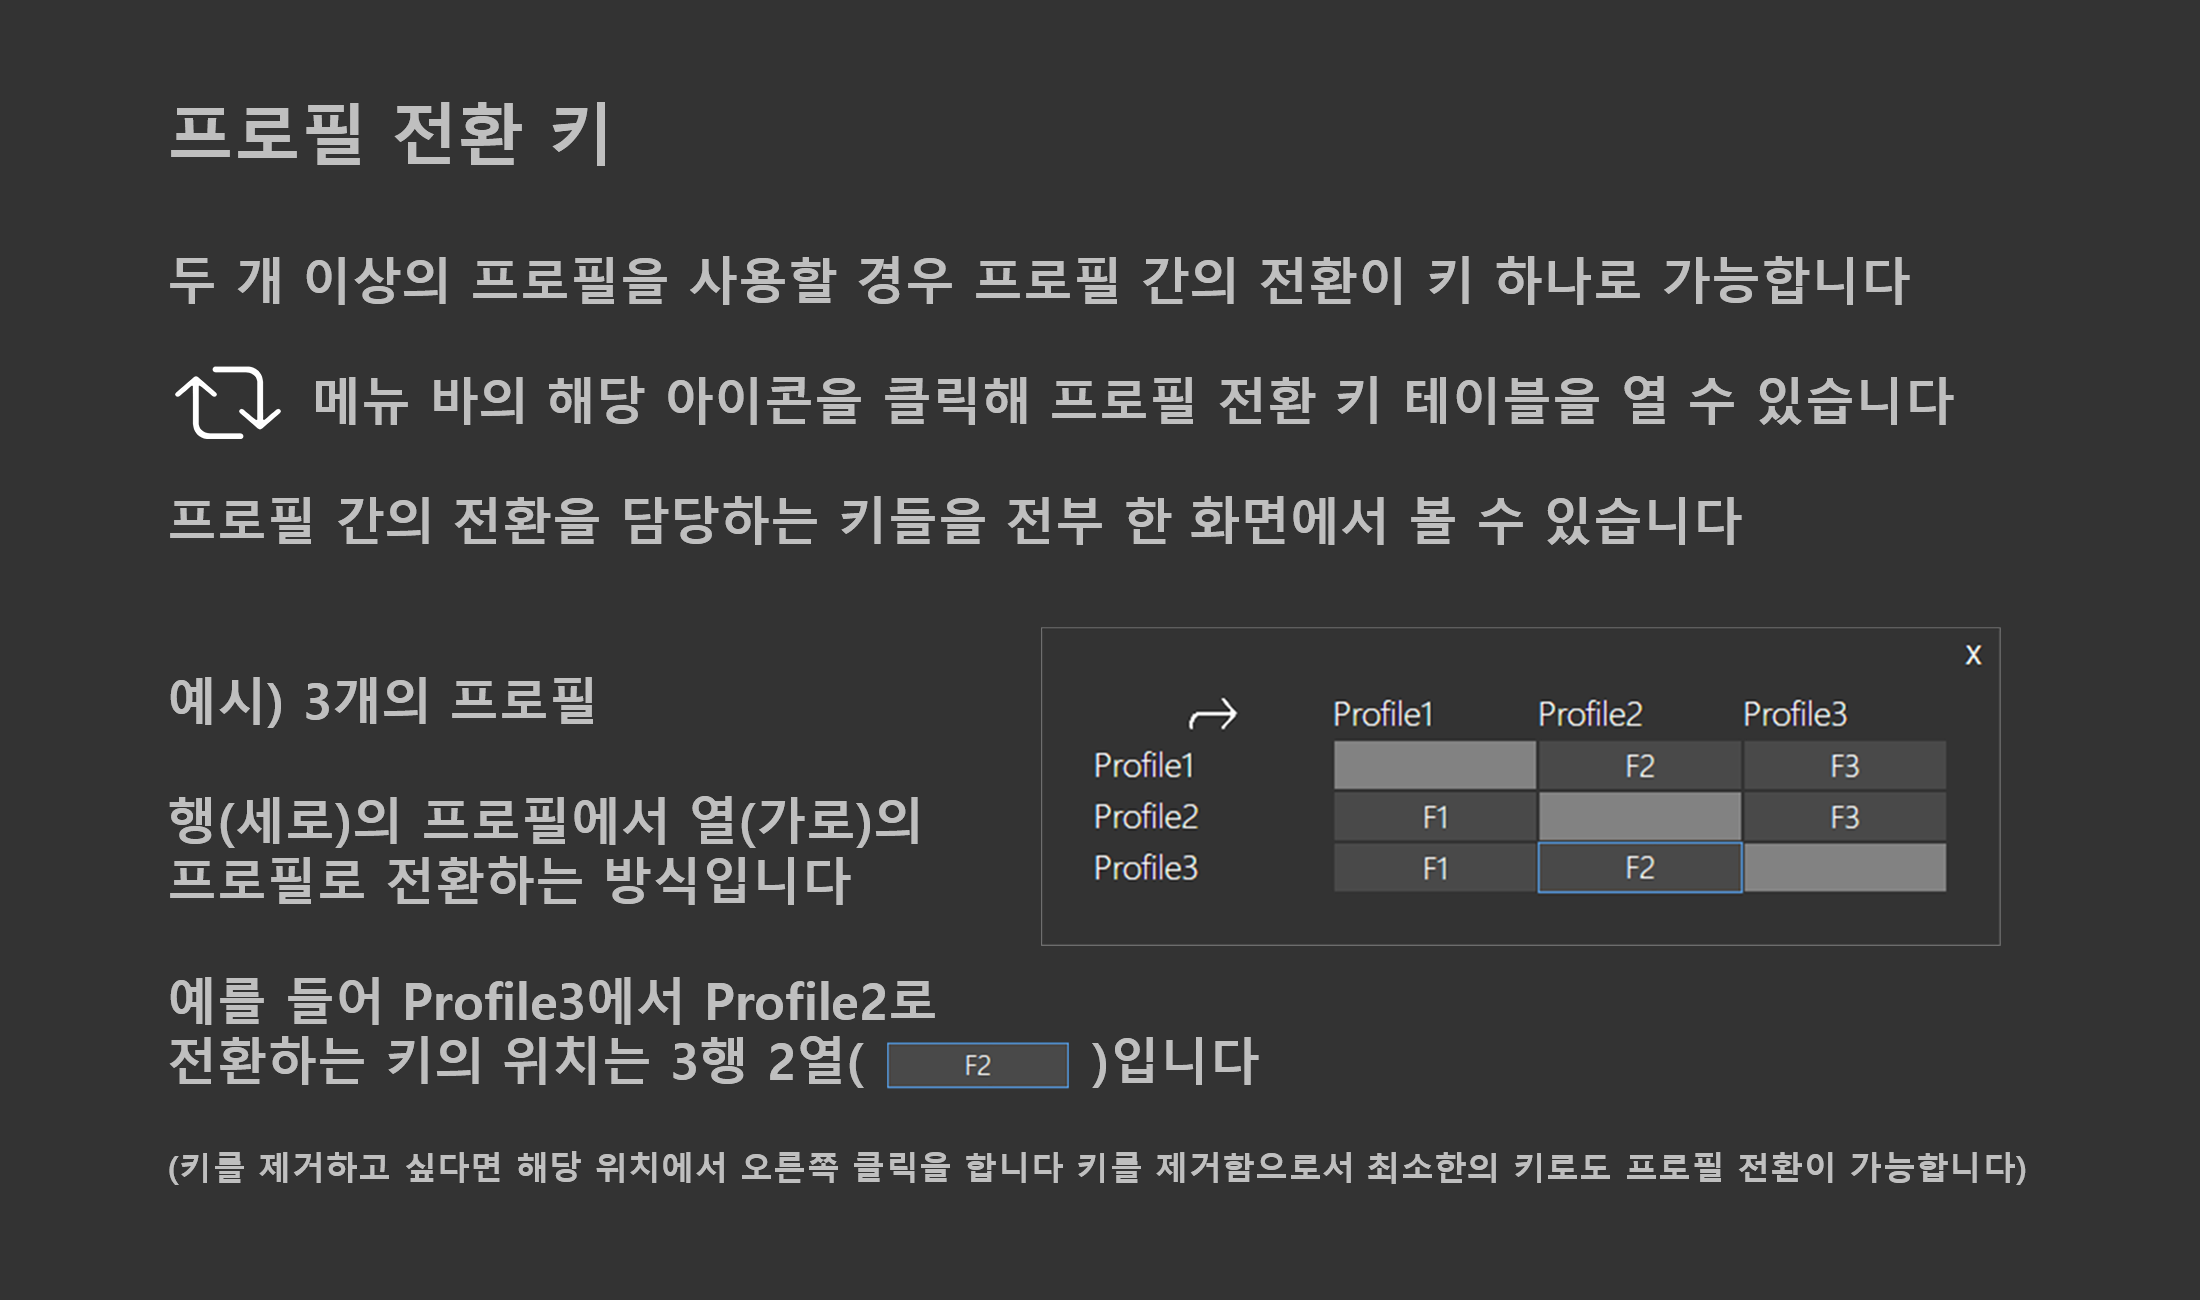 프로필 전환 키
두 개 이상의 프로필을 사용할 경우 프로필 간의 전환이 키 하나로 가능합니다
메뉴 바의 해당 아이콘을 클릭해 프로필 전환 키 테이블을 열 수 있습니다
프로필 간의 전환을 담당하는 키들을 전부 한 화면에서 볼 수 있습니다
예시) 3개의 프로필
행(세로)의 프로필에서 열(가로)의
프로필로 전환하는 방식입니다
X
Profile1 Profile2 Profile3
Profile1 F2 F3
Profile2 F1 F3
Profile3 F1 F2
예를 들어 Profile3에서 Profile2로
전환하는 키의 위치는 3행 2열( F2 )입니다
(키를 제거하고 싶다면 해당 위치에서 오른쪽 클릭을 합니다 키를 제거함으로서 최소한의 키로도 프로필 전환이 가능합니다)